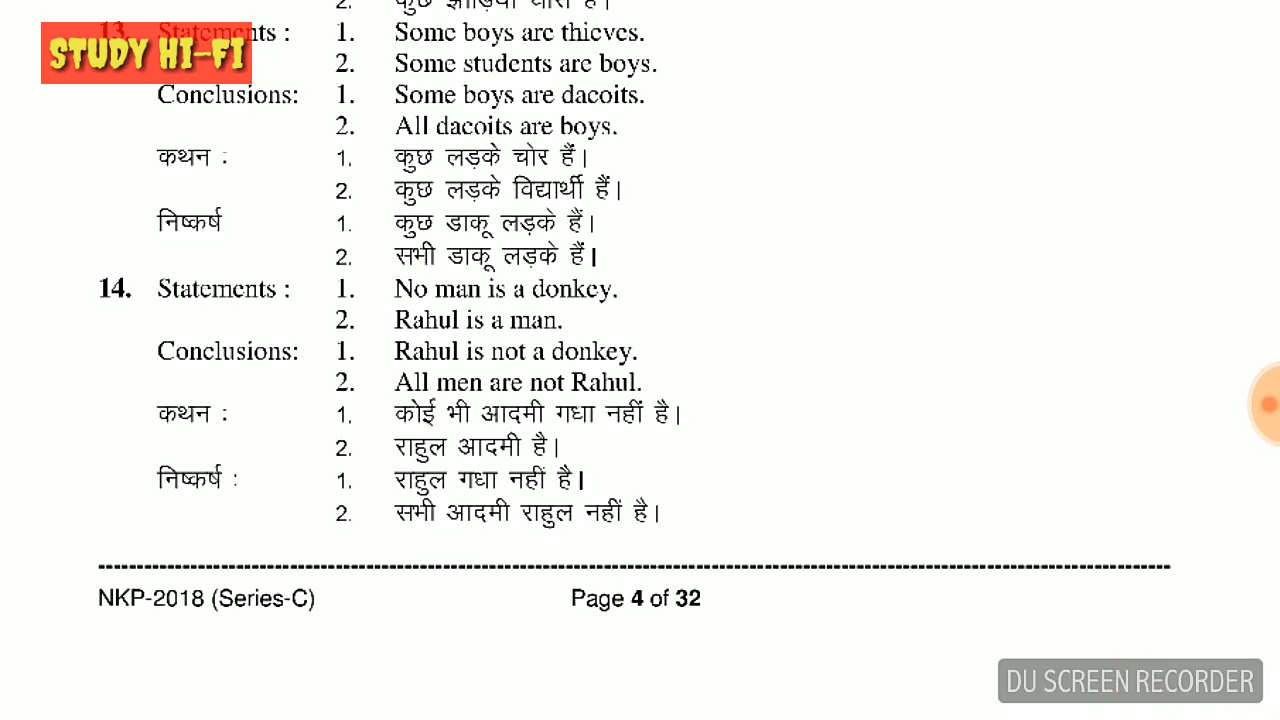 2. कुछ झाड़ियाँ
13. Statements : 1. Some boys are thieves.
STUDY HI-FI
2. Some students are boys.
Conclusions: 1. Some boys are dacoits.
2. All dacoits are boys.
कथन : 1. कुछ लड़के चोर हैं।
2. कुछ लड़के विद्यार्थी हैं।
निष्कर्ष 1. कुछ डाकू लड़के हैं।
2. सभी डाकू लड़के हैं।
14. Statements : 1. No man is a donkey.
2. Rahul is a man.
Conclusions: 1. Rahul is not a donkey.
2. All men are not Rahul.
कथन : 1. कोई भी आदमी गधा नहीं है।
2. राहुल आदमी है।
निष्कर्ष : 1. राहुल गधा नहीं है।
2. सभी आदमी राहुल नहीं है।
NKP-2018 (Series-C) Page 4 of 32
DU SCREEN RECORDER